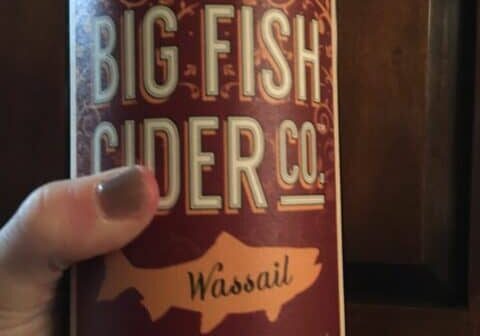 BIG FISH
CIDER CO.
Wassail